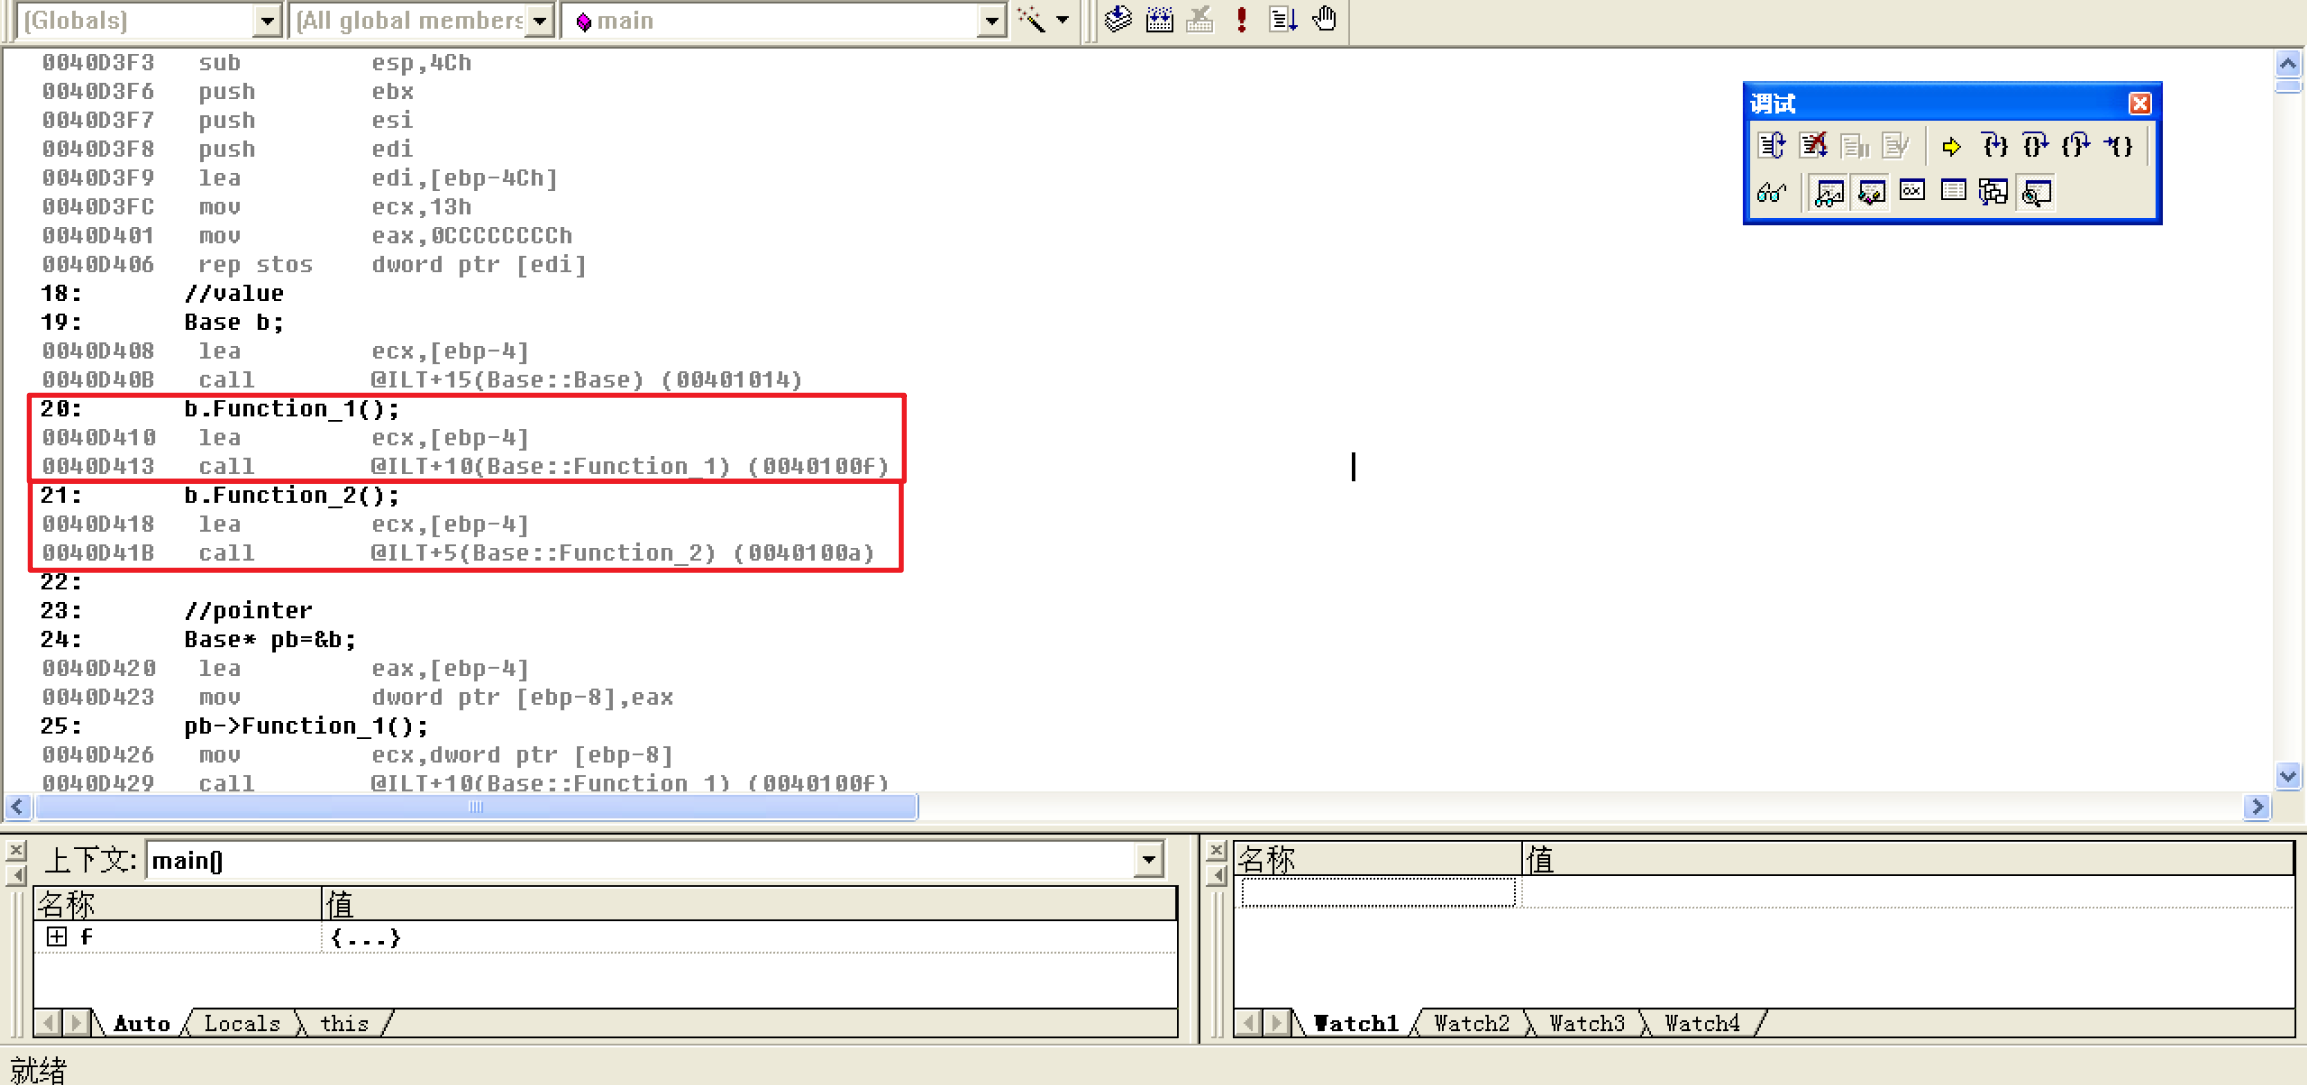 (Globals) (All global members main
0040D3F3 sub esp,4Ch
0040D3F6 push ebx
0040D3F7 push esi
0040D3F8 push edi
0040D3F9 lea edi,[ebp-4Ch]
0040D3FC mov ecx,13h
0040D401 mov eax,0CCCCCCCCh
0040D406 rep stos dword ptr [edi]
18: //value
19: Base b;
0040D408 lea ecx,[ebp-4]
0040D40B call @ILT+15(Base::Base) (00401014)
20: b.Function_1();
0040D410 lea ecx,[ebp-4]
0040D413 call @ILT+10(Base::Function_1) (0040100f)
21: b.Function_2();
0040D418 lea ecx,[ebp-4]
0040D41B call @ILT+5(Base::Function_2) (0040100a)
22:
23: //pointer
24: Base* pb=&b;
0040D420 lea eax,[ebp-4]
0040D423 mov dword ptr [ebp-8],eax
25: pb->Function_1();
0040D426 mov ecx,dword ptr [ebp-8]
0040D429 call @ILT+10(Base::Function 1) (0040100f)
调试
上下文: main()
名称 值
f {...}
Auto Locals this
名称 值
Watch1 Watch2 Watch3 Watch4
就绪